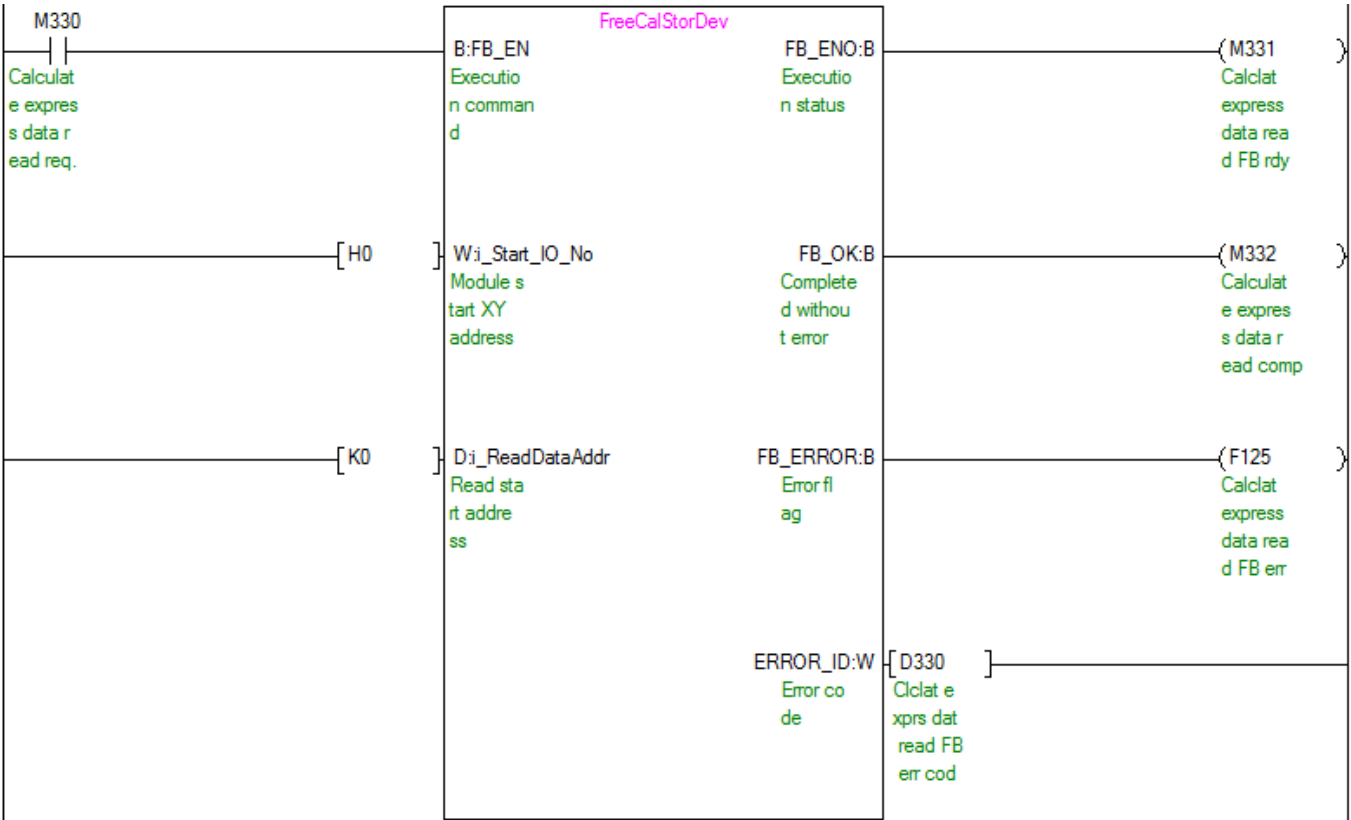 M330
FreeCalStorDev
B:FB_EN
FB_ENO:B
M331
Calculat
e expres
s data r
ead req.
Executio
n comman
d
Executio
n status
Calclat
express
data rea
d FB rdy
H0
W:i_Start_IO_No
FB_OK:B
M332
Module s
tart XY
address
Complete
d withou
t error
Calculat
e expres
s data r
ead comp
K0
D:i_ReadDataAddr
FB_ERROR:B
F125
Read sta
rt addre
ss
Error fl
ag
Calclat
express
data rea
d FB err
ERROR_ID:W
D330
Error co
de
Clclat e
xprs dat
read FB
err cod